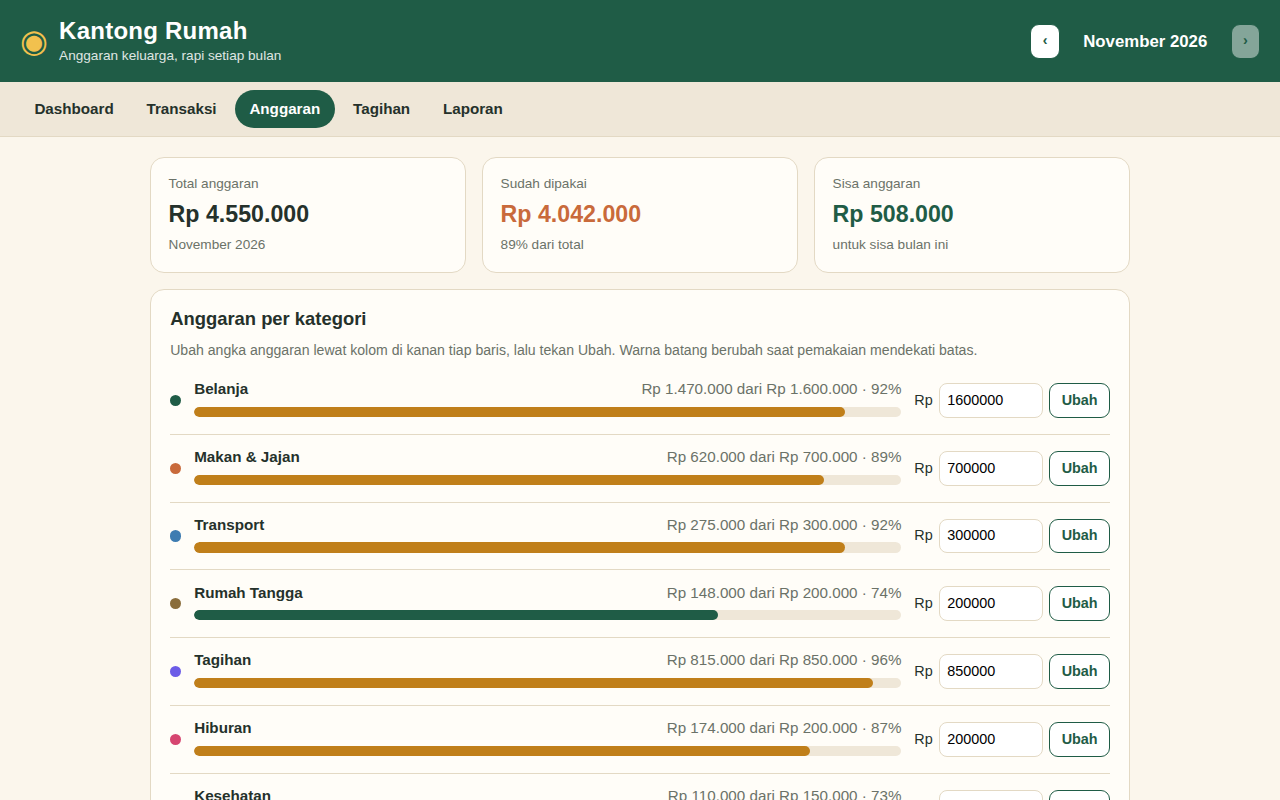 Kantong Rumah
Anggaran keluarga, rapi setiap bulan
‹ November 2026 ›
Dashboard Transaksi Anggaran Tagihan Laporan
Total anggaran
Rp 4.550.000
November 2026
Sudah dipakai
Rp 4.042.000
89% dari total
Sisa anggaran
Rp 508.000
untuk sisa bulan ini
Anggaran per kategori
Ubah angka anggaran lewat kolom di kanan tiap baris, lalu tekan Ubah. Warna batang berubah saat pemakaian mendekati batas.
Belanja Rp 1.470.000 dari Rp 1.600.000 · 92% Rp 1600000 Ubah
Makan & Jajan Rp 620.000 dari Rp 700.000 · 89% Rp 700000 Ubah
Transport Rp 275.000 dari Rp 300.000 · 92% Rp 300000 Ubah
Rumah Tangga Rp 148.000 dari Rp 200.000 · 74% Rp 200000 Ubah
Tagihan Rp 815.000 dari Rp 850.000 · 96% Rp 850000 Ubah
Hiburan Rp 174.000 dari Rp 200.000 · 87% Rp 200000 Ubah
Kesehatan Rp 110.000 dari Rp 150.000 · 73%